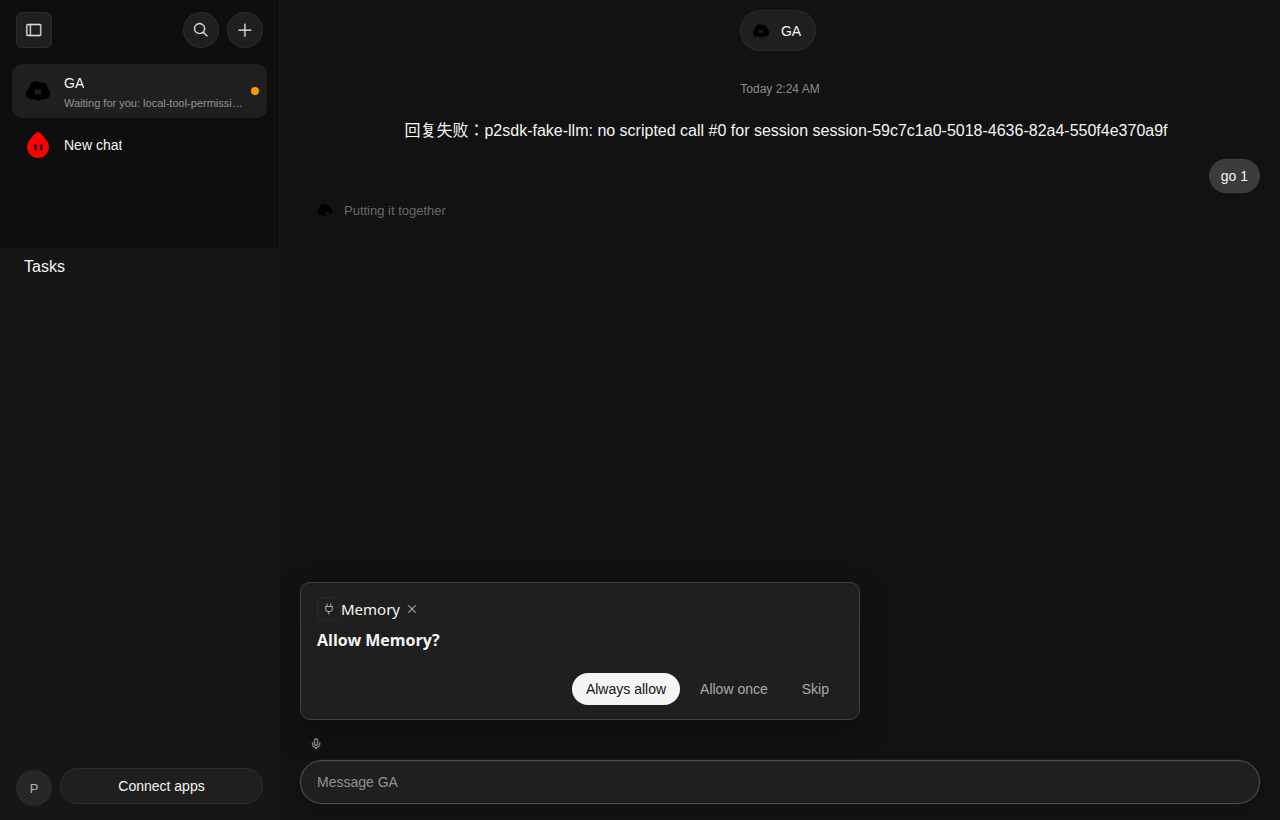 GA
Waiting for you: local-tool-permissi…
New chat
Tasks
P
Connect apps
GA
Today 2:24 AM
回复失败：p2sdk-fake-llm: no scripted call #0 for session session-59c7c1a0-5018-4636-82a4-550f4e370a9f
go 1
Putting it together
Memory
Allow Memory?
Always allow
Allow once
Skip
Message GA